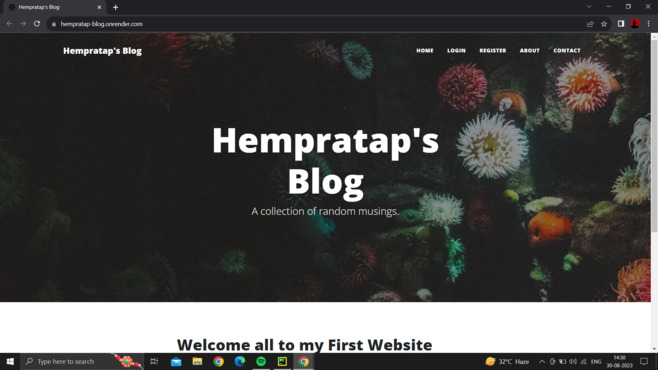 Hempratap's Blog
hempratap-blog.onrender.com
Hempratap's Blog
HOME LOGIN REGISTER ABOUT CONTACT
Hempratap's
Blog
A collection of random musings.
Welcome all to my First Website
Type here to search
32°C Haze
ENG
14:30
30-08-2023